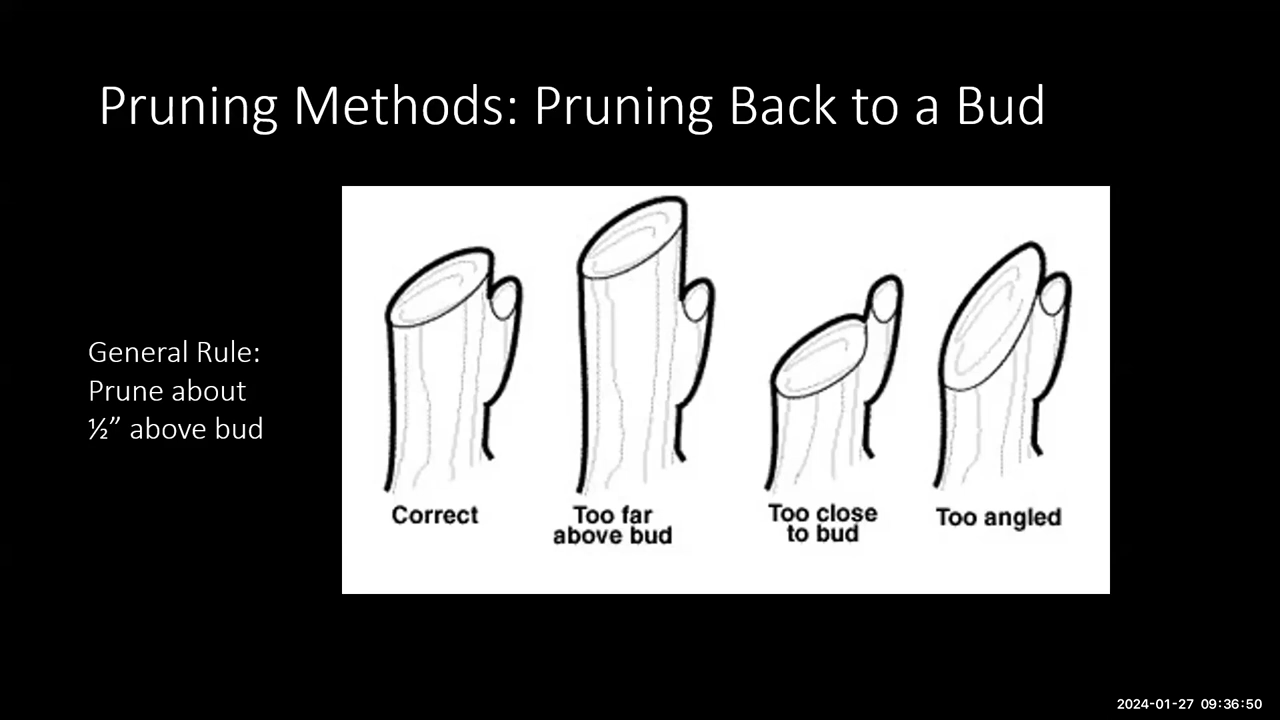 Pruning Methods: Pruning Back to a Bud
General Rule:
Prune about
½” above bud
Correct
Too far
above bud
Too close
to bud
Too angled
2024-01-27 09:36:50